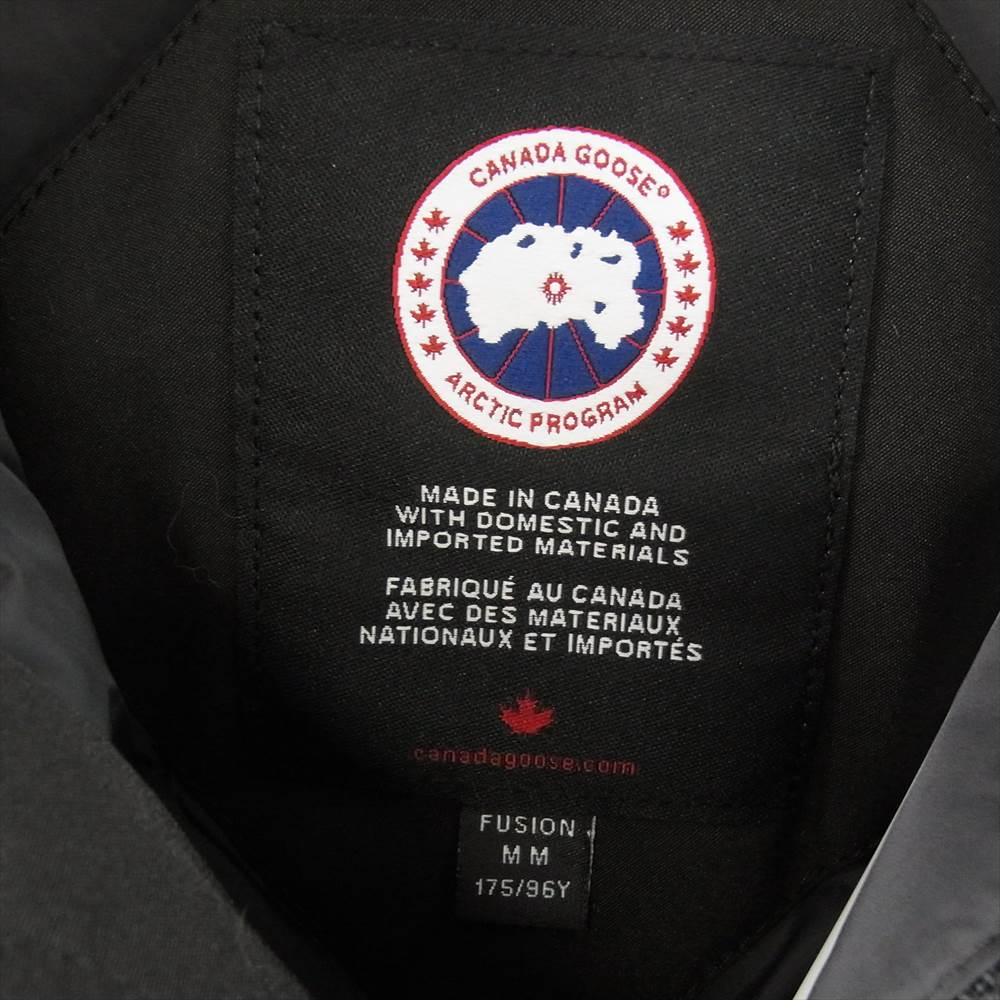 CANADA GOOSE®
ARCTIC PROGRAM
MADE IN CANADA
WITH DOMESTIC AND
IMPORTED MATERIALS
FABRIQUÉ AU CANADA
AVEC DES MATERIAUX
NATIONAUX ET IMPORTÉS
canadagoose.com
FUSION
M M
175/96Y